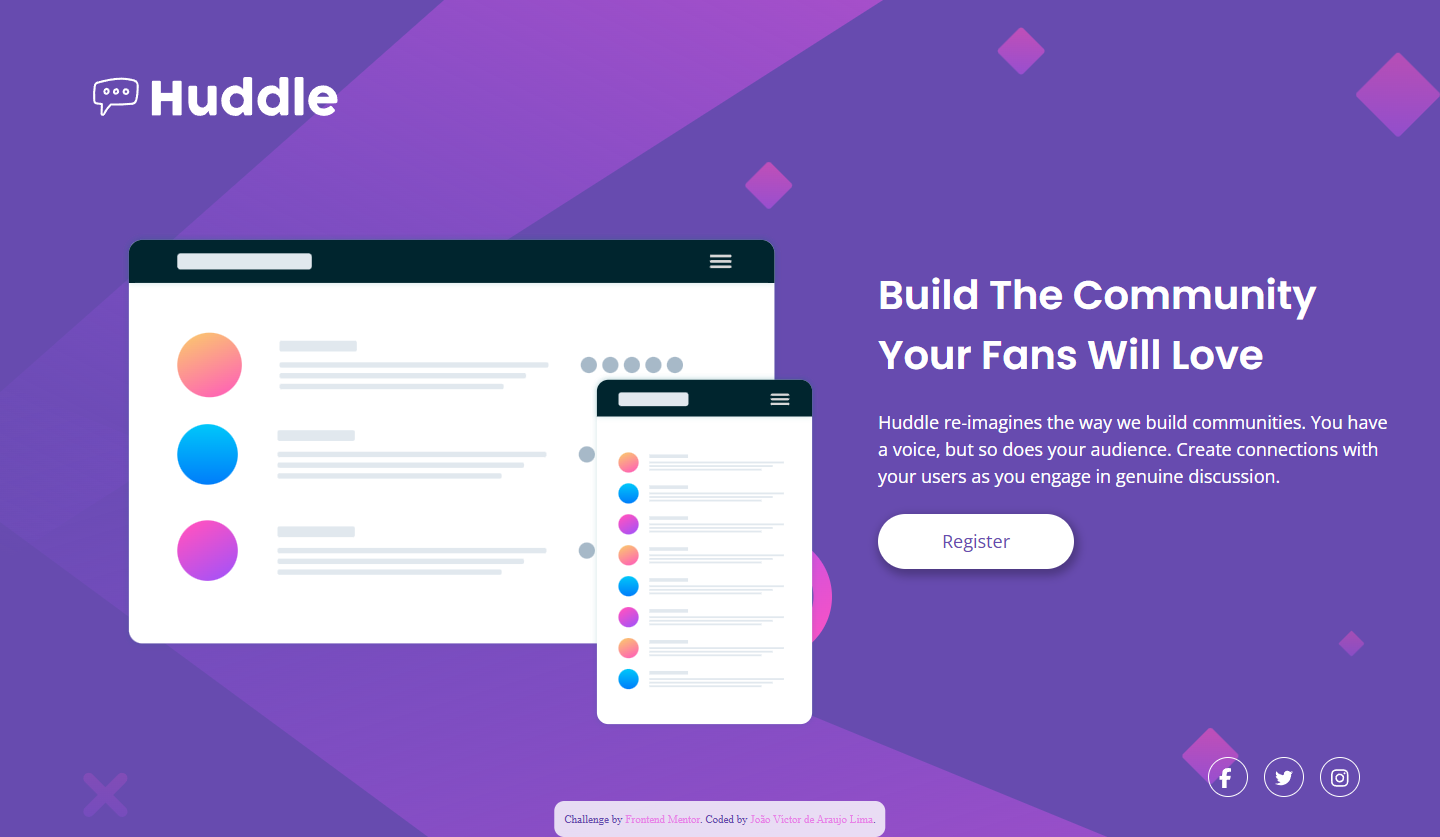 Huddle
Build The Community
Your Fans Will Love
Huddle re-imagines the way we build communities. You have
a voice, but so does your audience. Create connections with
your users as you engage in genuine discussion.
Register
Challenge by Frontend Mentor. Coded by João Victor de Araujo Lima.